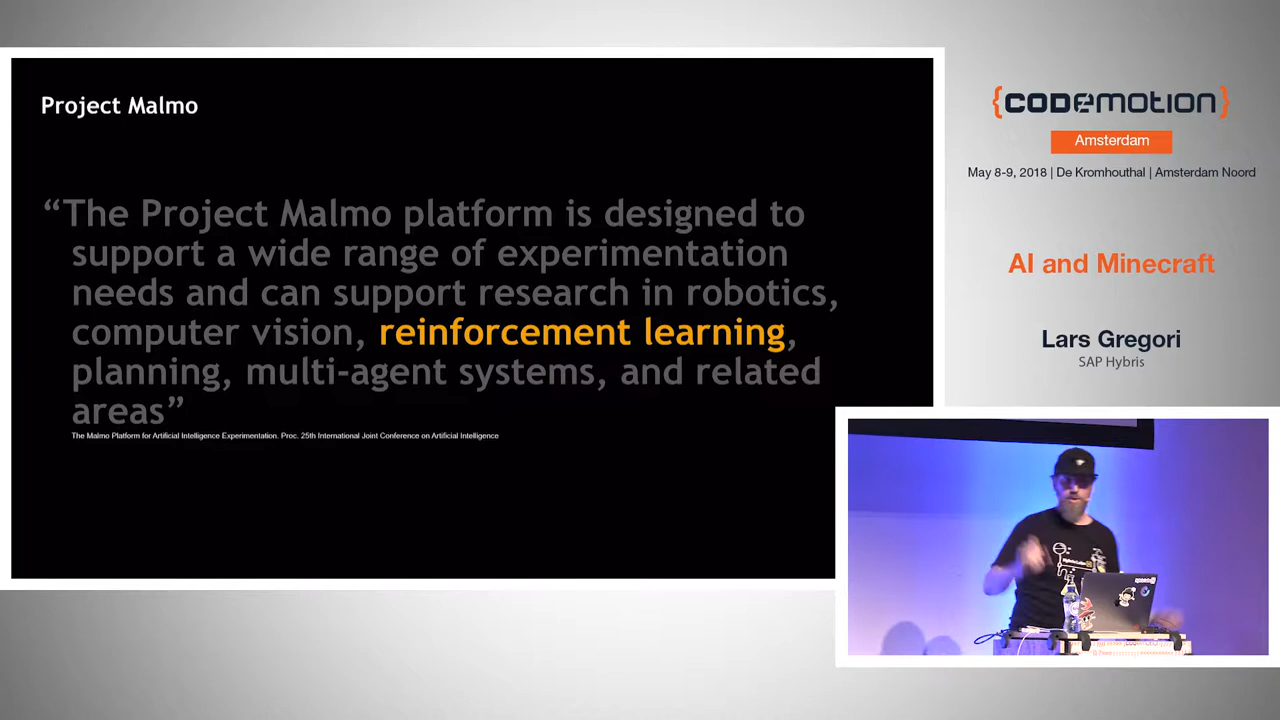 Project Malmo
“The Project Malmo platform is designed to
support a wide range of experimentation
needs and can support research in robotics,
computer vision, reinforcement learning,
planning, multi-agent systems, and related
areas”
The Malmo Platform for Artificial Intelligence Experimentation. Proc. 25th International Joint Conference on Artificial Intelligence
{CODEMOTION}
Amsterdam
May 8-9, 2018 | De Kromhouthal | Amsterdam Noord
AI and Minecraft
Lars Gregori
SAP Hybris